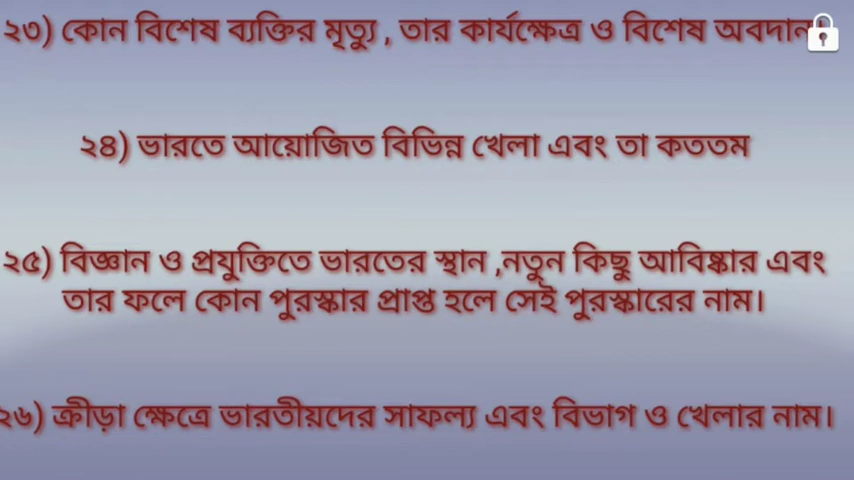 ২৩) কোন বিশেষ ব্যক্তির মৃত্যু , তার কার্যক্ষেত্র ও বিশেষ অবদান।
২৪) ভারতে আয়োজিত বিভিন্ন খেলা এবং তা কততম
২৫) বিজ্ঞান ও প্রযুক্তিতে ভারতের স্থান ,নতুন কিছু আবিষ্কার এবং
তার ফলে কোন পুরস্কার প্রাপ্ত হলে সেই পুরস্কারের নাম।
২৬) ক্রীড়া ক্ষেত্রে ভারতীয়দের সাফল্য এবং বিভাগ ও খেলার নাম।